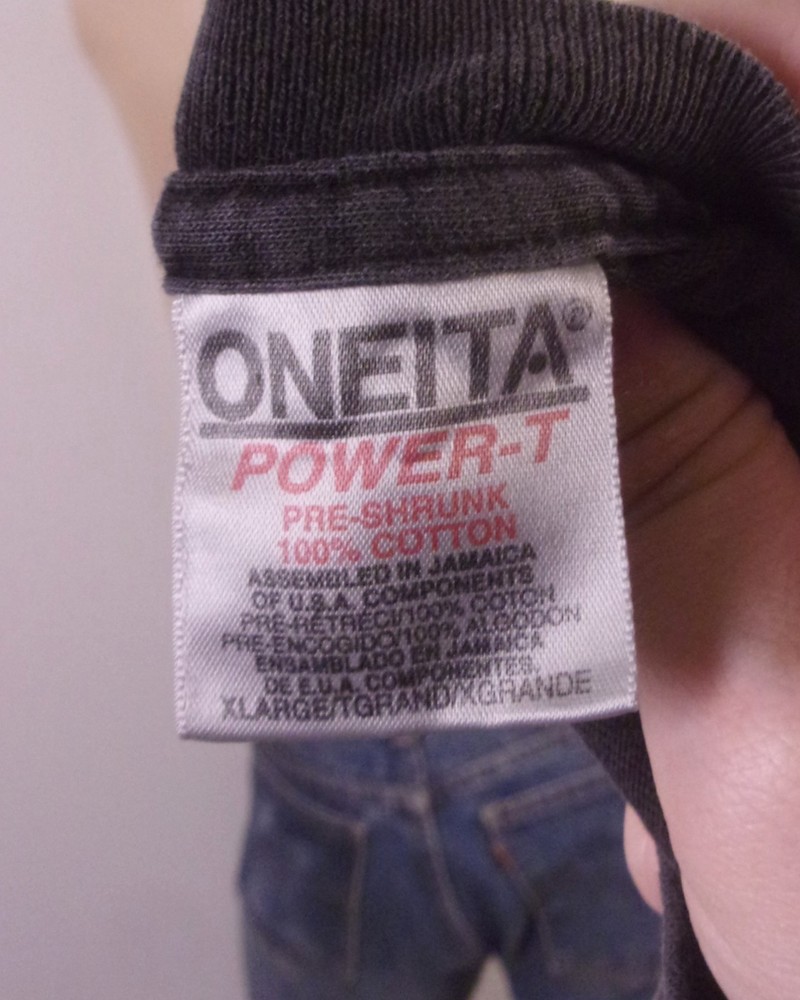 ONEITA®
POWER-T
PRE-SHRUNK
100% COTTON
ASSEMBLED IN JAMAICA
OF U.S.A. COMPONENTS
PRE-RETRECI/100% COTON
PRE-ENCOGIDO/100% ALGODON
ENSAMBLADO EN JAMAICA
DE E.U.A. COMPONENTES.
XLARGE/TGRAND/XGRANDE